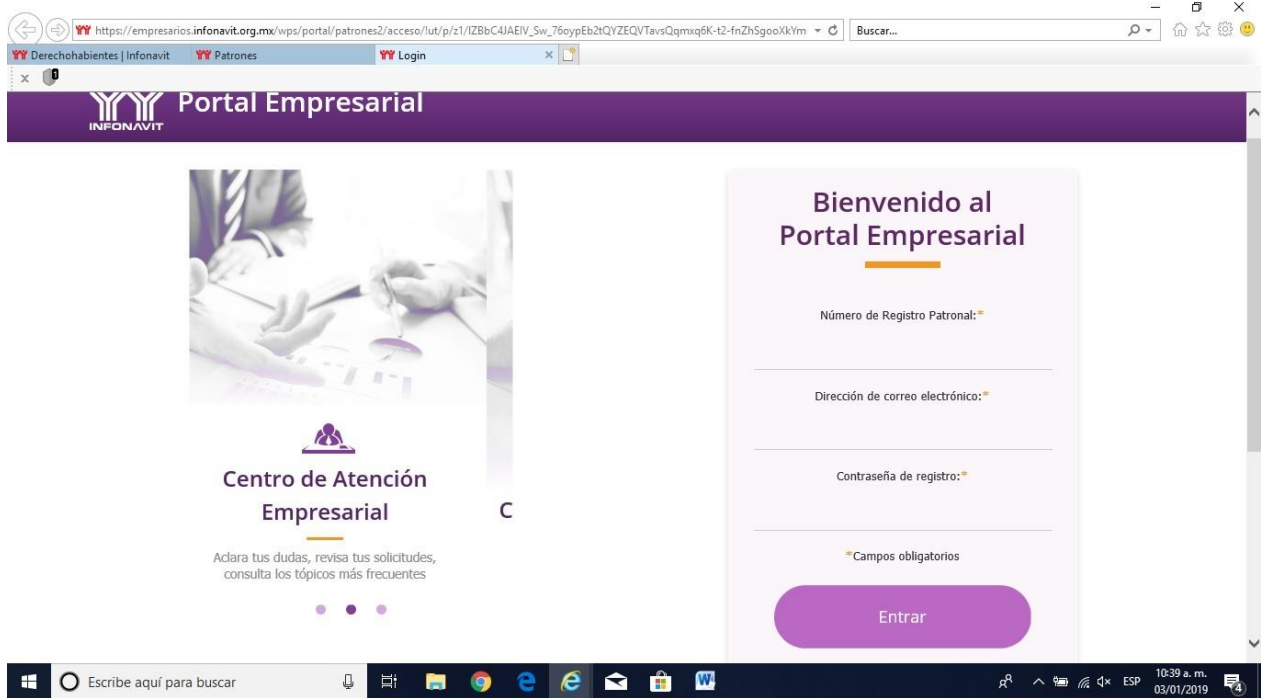 https://empresarios.infonavit.org.mx/wps/portal/patrones2/acceso/!ut/p/z1/
Buscar...
Derechohabientes | Infonavit
Patrones
Login
INFONAVIT
Portal Empresarial
Centro de Atención
Empresarial
Aclara tus dudas, revisa tus solicitudes,
consulta los tópicos más frecuentes
C
Bienvenido al
Portal Empresarial
Número de Registro Patronal:*
Dirección de correo electrónico:*
Contraseña de registro:*
*Campos obligatorios
Entrar
Escribe aquí para buscar
ESP
10:39 a. m.
03/01/2019
4